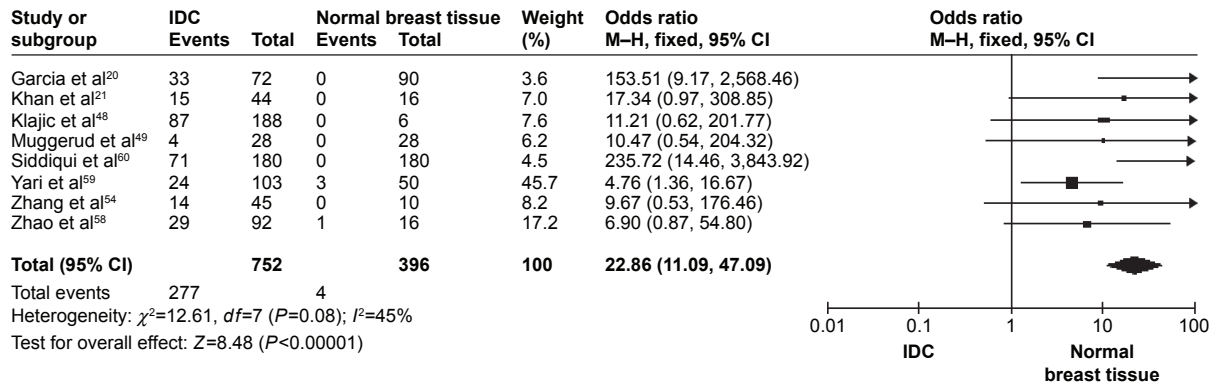 Study or subgroup IDC Events Total Normal breast tissue Events Total Weight (%) Odds ratio M–H, fixed, 95% CI Odds ratio M–H, fixed, 95% CI
Garcia et al20 33 72 0 90 3.6 153.51 (9.17, 2,568.46)
Khan et al21 15 44 0 16 7.0 17.34 (0.97, 308.85)
Klajic et al48 87 188 0 6 7.6 11.21 (0.62, 201.77)
Muggerud et al49 4 28 0 28 6.2 10.47 (0.54, 204.32)
Siddiqui et al60 71 180 0 180 4.5 235.72 (14.46, 3,843.92)
Yari et al59 24 103 3 50 45.7 4.76 (1.36, 16.67)
Zhang et al54 14 45 0 10 8.2 9.67 (0.53, 176.46)
Zhao et al58 29 92 1 16 17.2 6.90 (0.87, 54.80)
Total (95% CI) 752 396 100 22.86 (11.09, 47.09)
Total events 277 4
Heterogeneity: χ²=12.61, df=7 (P=0.08); I²=45%
Test for overall effect: Z=8.48 (P<0.00001)
0.01 0.1 1 10 100
IDC Normal
breast tissue